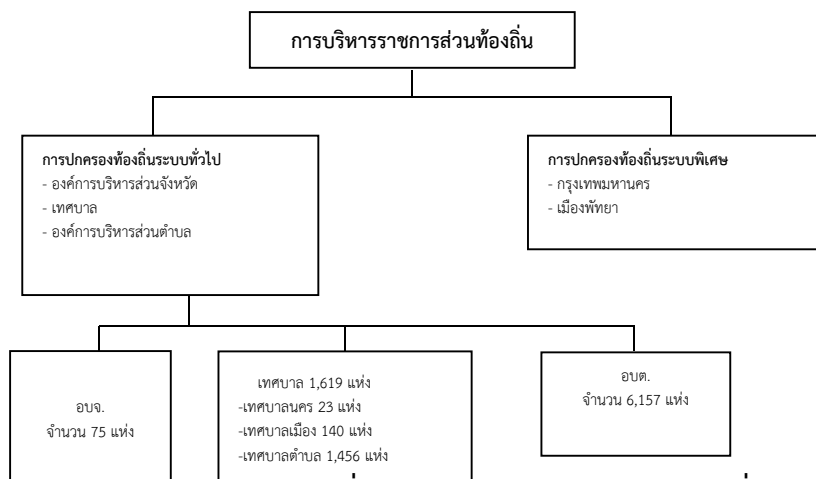 การบริหารราชการส่วนท้องถิ่น
การปกครองท้องถิ่นระบบทั่วไป
- องค์การบริหารส่วนจังหวัด
- เทศบาล
- องค์การบริหารส่วนตำบล
การปกครองท้องถิ่นระบบพิเศษ
- กรุงเทพมหานคร
- เมืองพัทยา
อบจ.
จำนวน 75 แห่ง
เทศบาล 1,619 แห่ง
-เทศบาลนคร 23 แห่ง
-เทศบาลเมือง 140 แห่ง
-เทศบาลตำบล 1,456 แห่ง
อบต.
จำนวน 6,157 แห่ง